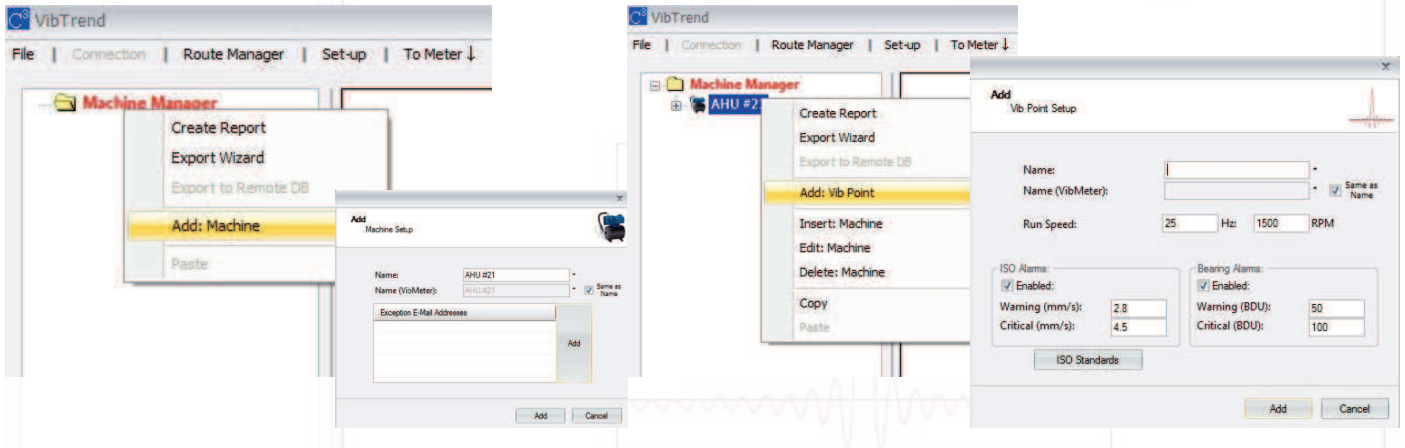 C³ VibTrend
File | Connection | Route Manager | Set-up | To Meter ↓
Machine Manager
Create Report
Export Wizard
Export to Remote DB
Add: Machine
Paste
x
Add
Machine Setup
Name: AHU #21 *
Name (VibMeter): AHU #21 * Same as Name
Exception E-Mail Addresses
Add
Add Cancel
C³ VibTrend
File | Connection | Route Manager | Set-up | To Meter ↓
Machine Manager
AHU #21
Create Report
Export Wizard
Export to Remote DB
Add: Vib Point
Insert: Machine
Edit: Machine
Delete: Machine
Copy
Paste
x
Add
Vib Point Setup
Name: *
Name (VibMeter): * Same as Name
Run Speed: 25 Hz: 1500 RPM
ISO Alarms: Bearing Alarms:
Enabled: Enabled:
Warning (mm/s): 2.8 Warning (BDU): 50
Critical (mm/s): 4.5 Critical (BDU): 100
ISO Standards
Add Cancel